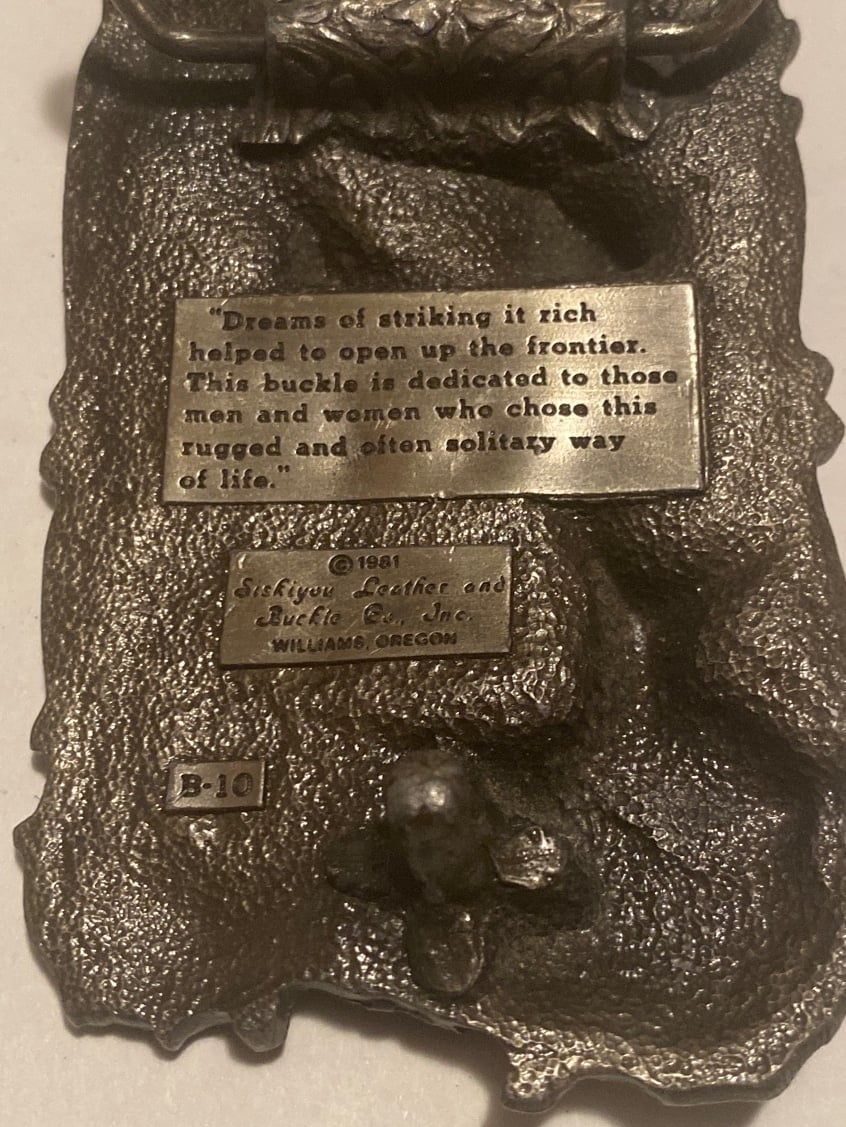 "Dreams of striking it rich
helped to open up the frontier.
This buckle is dedicated to those
men and women who chose this
rugged and often solitary way
of life."
© 1981
Siskiyou Leather and
Buckle Co., Inc.
WILLIAMS, OREGON
B-10